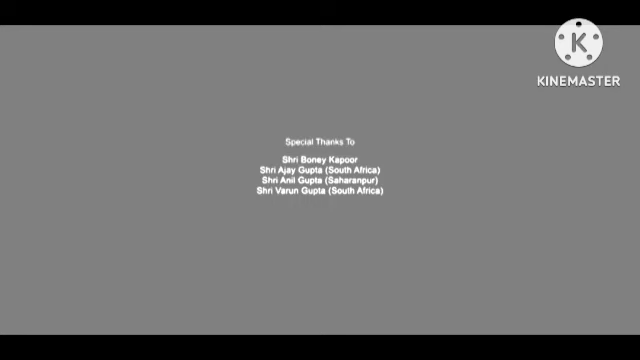 K
KINEMASTER
Special Thanks To
Shri Boney Kapoor
Shri Ajay Gupta (South Africa)
Shri Anil Gupta (Saharanpur)
Shri Varun Gupta (South Africa)